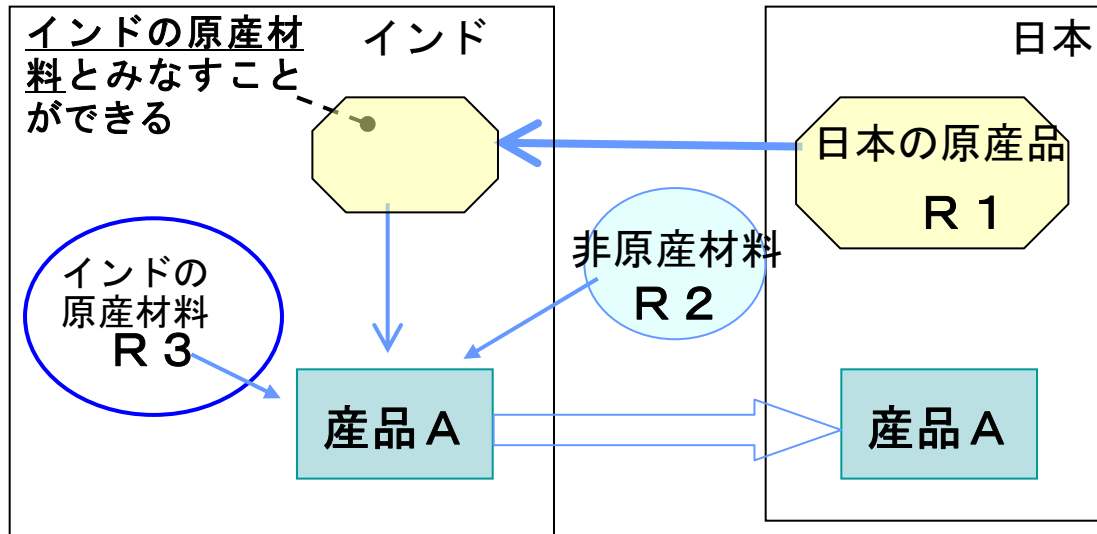 インドの原産材
料とみなすこと
ができる
インド
日本
日本の原産品
Ｒ１
非原産材料
Ｒ２
インドの
原産材料
Ｒ３
産品Ａ
産品Ａ